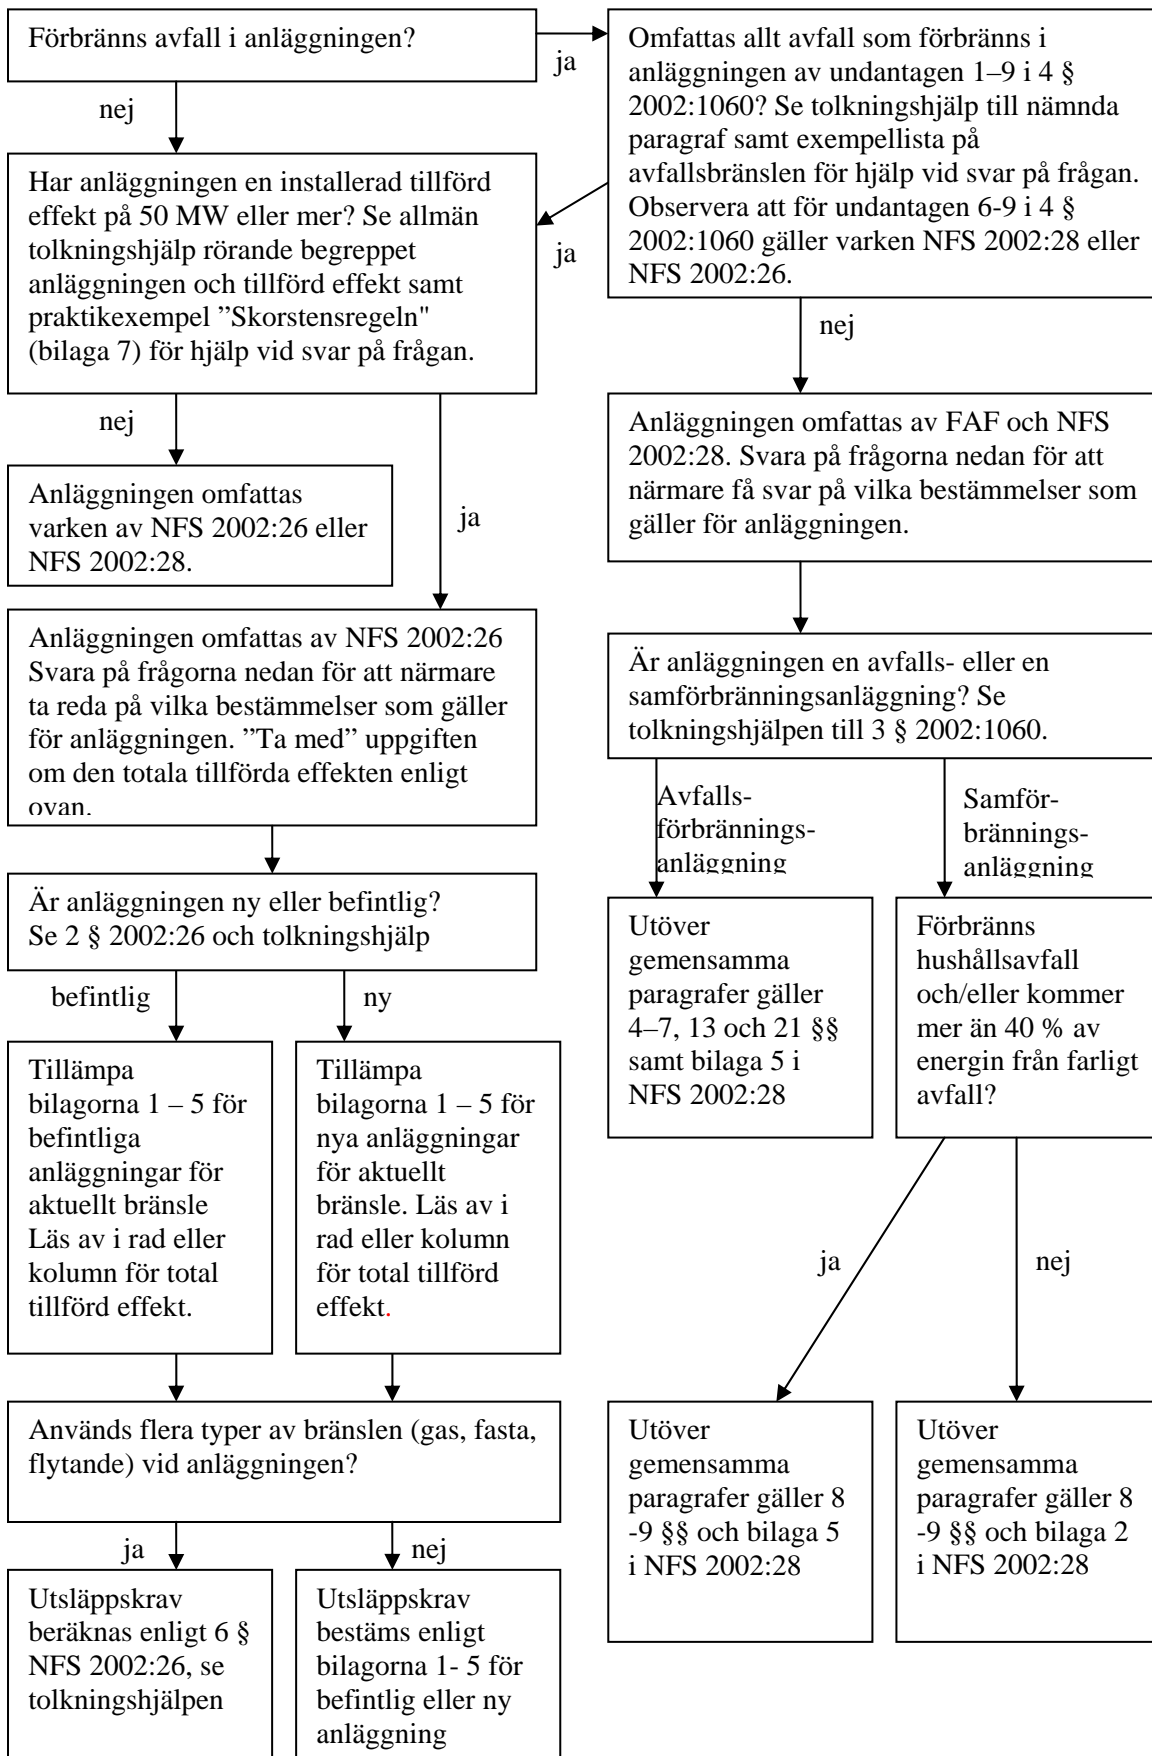 Förbränns avfall i anläggningen?
ja
nej
Omfattas allt avfall som förbränns i
anläggningen av undantagen 1–9 i 4 §
2002:1060? Se tolkningshjälp till nämnda
paragraf samt exempellista på
avfallsbränslen för hjälp vid svar på frågan.
Observera att för undantagen 6-9 i 4 §
2002:1060 gäller varken NFS 2002:28 eller
NFS 2002:26.
ja
nej
Har anläggningen en installerad tillförd
effekt på 50 MW eller mer? Se allmän
tolkningshjälp rörande begreppet
anläggningen och tillförd effekt samt
praktikexempel ”Skorstensregeln"
(bilaga 7) för hjälp vid svar på frågan.
nej
ja
Anläggningen omfattas
varken av NFS 2002:26 eller
NFS 2002:28.
Anläggningen omfattas av FAF och NFS
2002:28. Svara på frågorna nedan för att
närmare få svar på vilka bestämmelser som
gäller för anläggningen.
Anläggningen omfattas av NFS 2002:26
Svara på frågorna nedan för att närmare
ta reda på vilka bestämmelser som gäller
för anläggningen. ”Ta med” uppgiften
om den totala tillförda effekten enligt
ovan.
Är anläggningen en avfalls- eller en
samförbränningsanläggning? Se
tolkningshjälpen till 3 § 2002:1060.
Avfalls-
förbrännings-
anläggning
Samför-
brännings-
anläggning
Är anläggningen ny eller befintlig?
Se 2 § 2002:26 och tolkningshjälp
befintlig
ny
Utöver
gemensamma
paragrafer gäller
4–7, 13 och 21 §§
samt bilaga 5 i
NFS 2002:28
Förbränns
hushållsavfall
och/eller kommer
mer än 40 % av
energin från farligt
avfall?
Tillämpa
bilagorna 1 – 5 för
befintliga
anläggningar för
aktuellt bränsle
Läs av i rad eller
kolumn för total
tillförd effekt.
Tillämpa
bilagorna 1 – 5 för
nya anläggningar
för aktuellt
bränsle. Läs av i
rad eller kolumn
för total tillförd
effekt.
ja
nej
Används flera typer av bränslen (gas, fasta,
flytande) vid anläggningen?
ja
nej
Utöver
gemensamma
paragrafer gäller 8
-9 §§ och bilaga 5
i NFS 2002:28
Utöver
gemensamma
paragrafer gäller 8
-9 §§ och bilaga 2
i NFS 2002:28
Utsläppskrav
beräknas enligt 6 §
NFS 2002:26, se
tolkningshjälpen
Utsläppskrav
bestäms enligt
bilagorna 1- 5 för
befintlig eller ny
anläggning